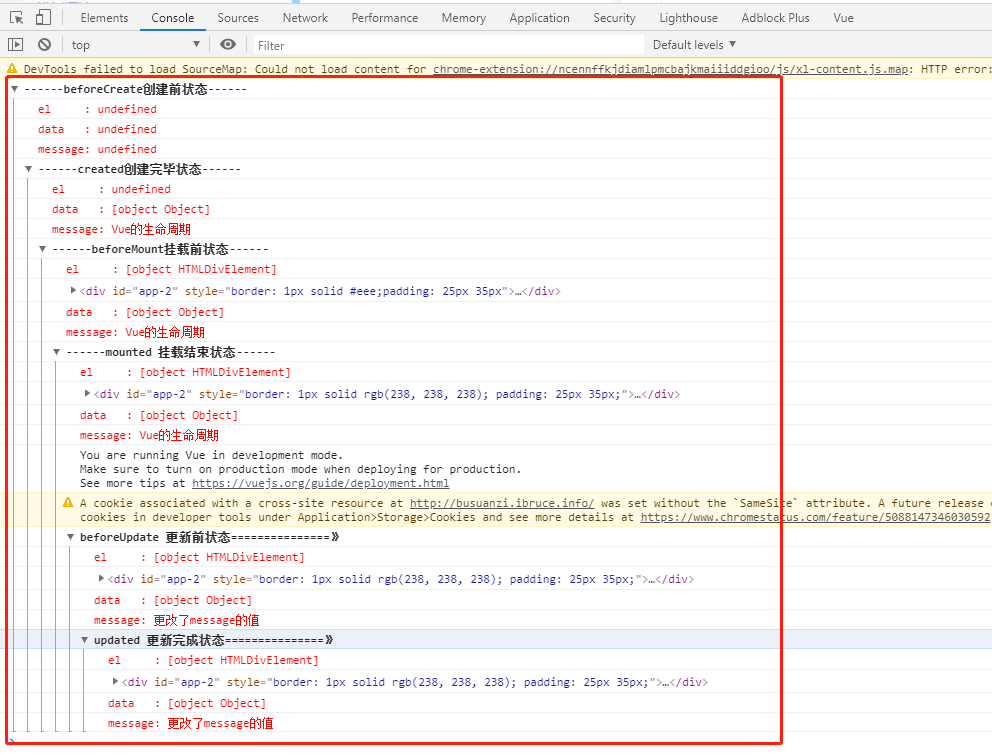 Elements Console Sources Network Performance Memory Application Security Lighthouse Adblock Plus Vue
top Filter Default levels
DevTools failed to load SourceMap: Could not load content for chrome-extension://ncennffkjdiamlpmcbajkmaiiiddgioo/js/xl-content.js.map: HTTP error:
------beforeCreate创建前状态------
el : undefined
data : undefined
message: undefined
------created创建完毕状态------
el : undefined
data : [object Object]
message: Vue的生命周期
------beforeMount挂载前状态------
el : [object HTMLDivElement]
<div id="app-2" style="border: 1px solid #eee;padding: 25px 35px">…</div>
data : [object Object]
message: Vue的生命周期
------mounted 挂载结束状态------
el : [object HTMLDivElement]
<div id="app-2" style="border: 1px solid rgb(238, 238, 238); padding: 25px 35px;">…</div>
data : [object Object]
message: Vue的生命周期
You are running Vue in development mode.
Make sure to turn on production mode when deploying for production.
See more tips at https://vuejs.org/guide/deployment.html
A cookie associated with a cross-site resource at http://busuanzi.ibruce.info/ was set without the `SameSite` attribute. A future release
cookies in developer tools under Application>Storage>Cookies and see more details at https://www.chromestatus.com/feature/5088147346030592
beforeUpdate 更新前状态===============》
el : [object HTMLDivElement]
<div id="app-2" style="border: 1px solid rgb(238, 238, 238); padding: 25px 35px;">…</div>
data : [object Object]
message: 更改了message的值
updated 更新完成状态===============》
el : [object HTMLDivElement]
<div id="app-2" style="border: 1px solid rgb(238, 238, 238); padding: 25px 35px;">…</div>
data : [object Object]
message: 更改了message的值